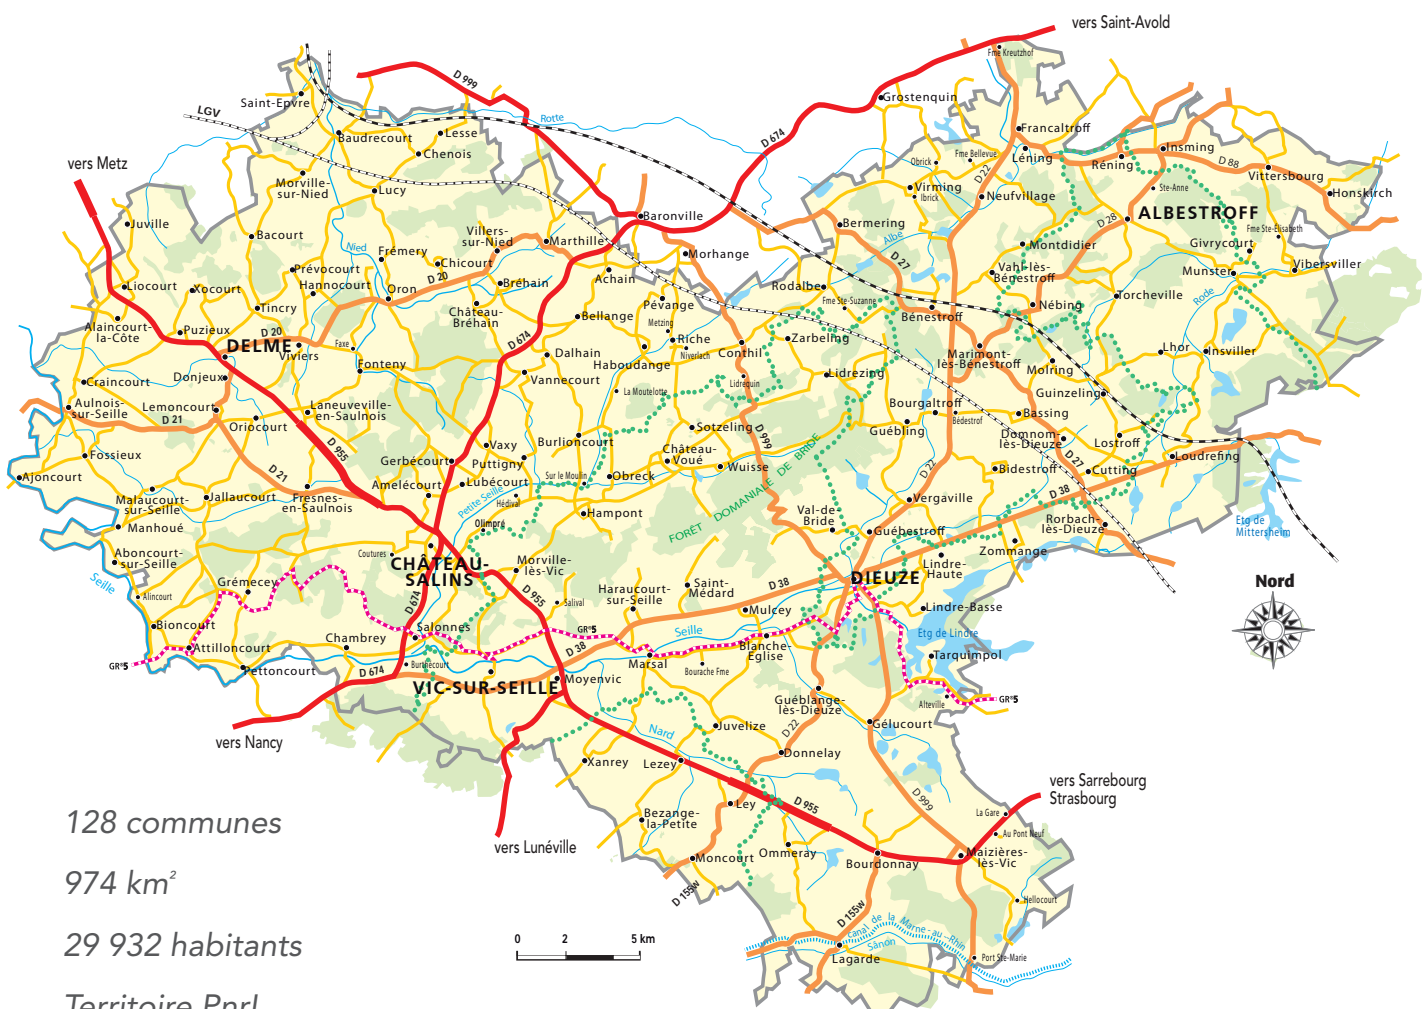 vers Saint-Avold
Fme Kreutzhof
D 999
Saint-Epvre
LGV
Grostenquin
Rotte
Baudrecourt
Lesse
Chenois
D 674
Francaltroff
Insming
vers Metz
Obrick
Fme Bellevue
Léning
Réning
D 88
Vittersbourg
Morville-
sur-Nied
Lucy
Virming
Ibrick
D 22
Neufvillage
Ste-Anne
Honskirch
Juville
Bacourt
Baronville
Bermering
D 28
ALBESTROFF
Fme Ste-Elisabeth
Nied
Frémery
Villers-
sur-Nied
Marthille
Morhange
Albe
Montdidier
Givrycourt
Prévocourt
Chicourt
D 20
Achain
D 27
Vahl-lès-
Bénestroff
Munster
Vibersviller
Liocourt
Xocourt
Hannocourt
Oron
Bréhain
Rodalbe
Torcheville
Rode
Tincry
Château-
Bréhain
Bellange
Pévange
Fme Ste-Suzanne
Bénestroff
Nébing
Alaincourt-
la-Côte
Puzieux
D 20
DELME
Viviers
Faxe
D 674
Metzing
Riche
Niverlach
Conthil
Zarbeling
Marimont-
lès-Bénestroff
Lhor
Insviller
Donjeux
Fonteny
Dalhain
Haboudange
Vannecourt
Lidrequin
Lidrezing
Molring
Craincourt
La Moutelotte
Guinzeling
Aulnois-
sur-Seille
Lemoncourt
D 21
Oriocourt
Laneuveville-
en-Saulnois
Bourgaltroff
Bédestrof
Bassing
Guébling
D 999
Sotzeling
Domnom-
lès-Dieuze
Lostroff
Fossieux
D 955
Vaxy
Burlioncourt
Château-
Voué
Wuisse
FORÊT DOMANIALE DE BRIDE
D 22
D 27
Loudrefing
Gerbécourt
Puttigny
Bidestroff
Cutting
Ajoncourt
D 21
Amelécourt
Lubécourt
Sur le Moulin
Obreck
D 38
Malaucourt-
sur-Seille
Jallaucourt
Fresnes-
en-Saulnois
Petite Seille
Hédival
Hampont
Val-de-
Bride
Vergaville
Manhoué
Olimpré
Guébestroff
Rorbach-
lès-Dieuze
Etg de
Mittersheim
Aboncourt-
sur-Seille
Coutures
CHÂTEAU-
SALINS
Morville-
lès-Vic
Zommange
Lindre-
Haute
Seille
Grémecey
D 955
Haraucourt-
sur-Seille
Saint-
Médard
D 38
DIEUZE
Nord
Alincourt
D 674
Salival
Mulcey
Lindre-Basse
Bioncourt
Chambrey
Salonnes
GR®5
Seille
Etg de Lindre
Attilloncourt
D 38
Marsal
Blanche-
Eglise
Tarquimpol
GR®5
Pettoncourt
D 674
Burthecourt
VIC-SUR-SEILLE
Moyenvic
Bourache Fme
Alteville
GR®5
Guéblange-
lès-Dieuze
vers Nancy
Nard
Juvelize
D 22
Gélucourt
Xanrey
Lezey
Donnelay
vers Sarrebourg
Strasbourg
128 communes
Bezange-
la-Petite
Ley
D 955
D 999
La Gare
Au Pont Neuf
vers Lunéville
Moncourt
Ommeray
Bourdonnay
Maizières-
lès-Vic
974 km²
D 155W
Hellocourt
29 932 habitants
0 2 5 km
D 155W
canal de la Marne-au-Rhin
Sânon
Lagarde
Port Ste-Marie
Territoire Pnrl